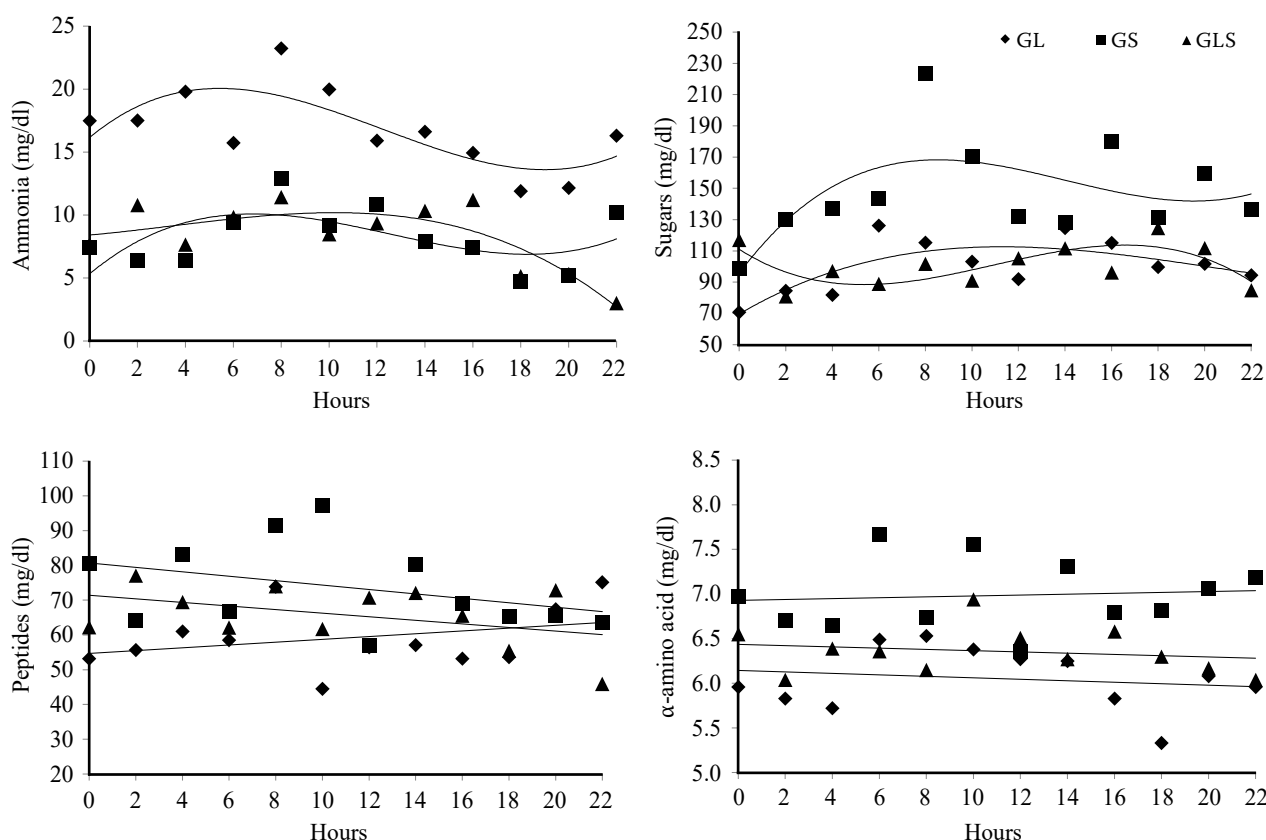 Ammonia (mg/dl)
25
20
15
10
5
0
0 2 4 6 8 10 12 14 16 18 20 22
Hours
Sugars (mg/dl)
GL GS GLS
250
230
210
190
170
150
130
110
90
70
50
0 2 4 6 8 10 12 14 16 18 20 22
Hours
Peptides (mg/dl)
110
100
90
80
70
60
50
40
30
20
0 2 4 6 8 10 12 14 16 18 20 22
Hours
α-amino acid (mg/dl)
8.5
8.0
7.5
7.0
6.5
6.0
5.5
5.0
0 2 4 6 8 10 12 14 16 18 20 22
Hours